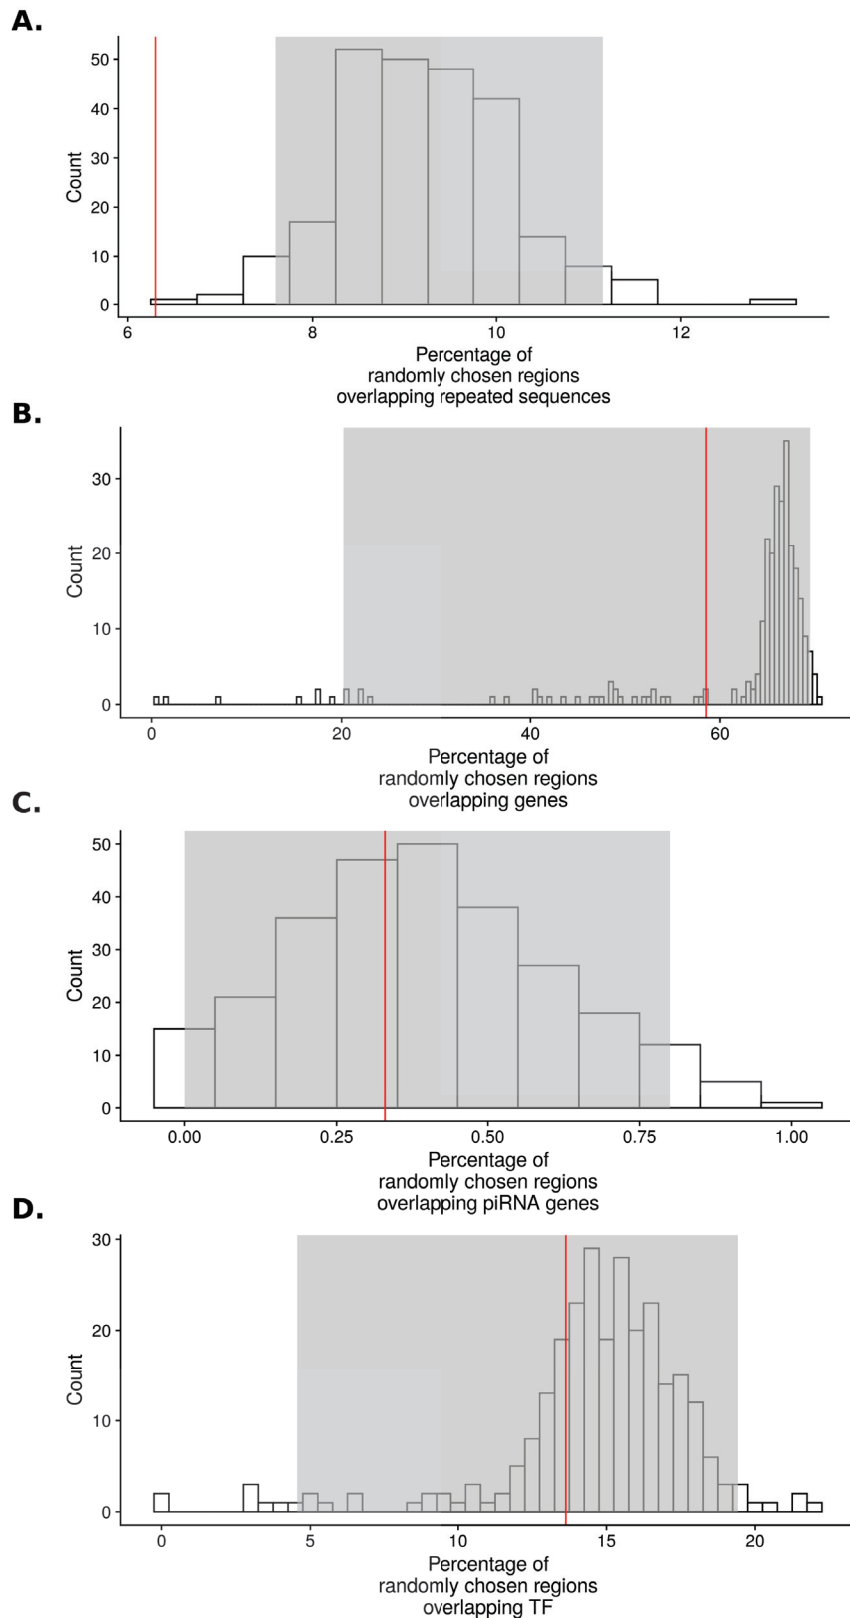 A.
50
40
30
20
10
0
Count
6 8 10 12
Percentage of
randomly chosen regions
overlapping repeated sequences
B.
30
20
10
0
Count
0 20 40 60
Percentage of
randomly chosen regions
overlapping genes
C.
50
40
30
20
10
0
Count
0.00 0.25 0.50 0.75 1.00
Percentage of
randomly chosen regions
overlapping piRNA genes
D.
30
20
10
0
Count
0 5 10 15 20
Percentage of
randomly chosen regions
overlapping TF